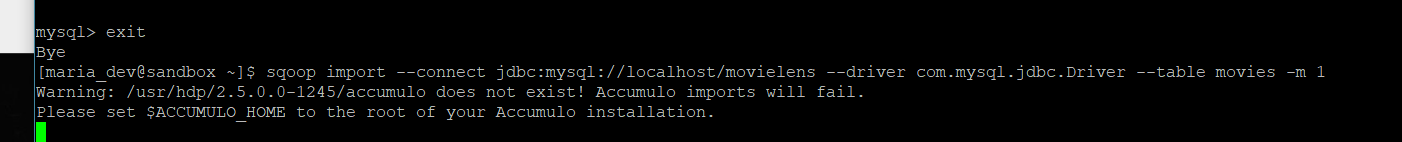 mysql> exit
Bye
[maria_dev@sandbox ~]$ sqoop import --connect jdbc:mysql://localhost/movielens --driver com.mysql.jdbc.Driver --table movies -m 1
Warning: /usr/hdp/2.5.0.0-1245/accumulo does not exist! Accumulo imports will fail.
Please set $ACCUMULO_HOME to the root of your Accumulo installation.